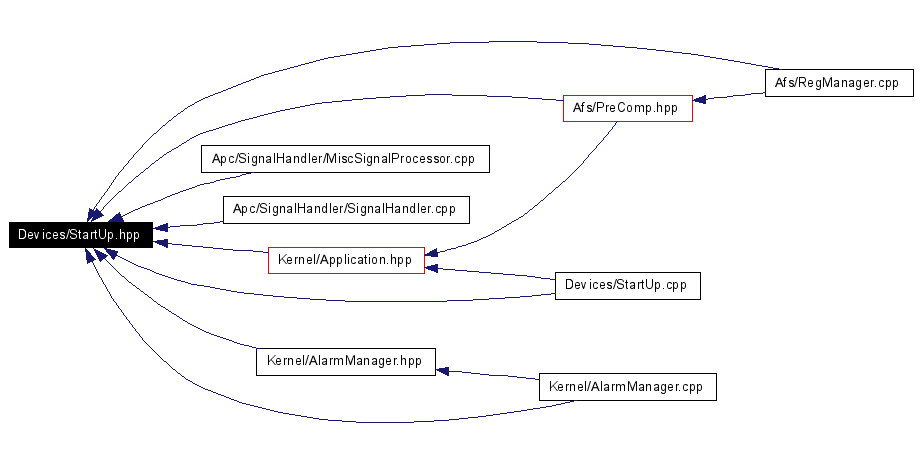 Afs/RegManager.cpp
Afs/PreComp.hpp
Apc/SignalHandler/MiscSignalProcessor.cpp
Apc/SignalHandler/SignalHandler.cpp
Devices/StartUp.hpp
Kernel/Application.hpp
Devices/StartUp.cpp
Kernel/AlarmManager.hpp
Kernel/AlarmManager.cpp